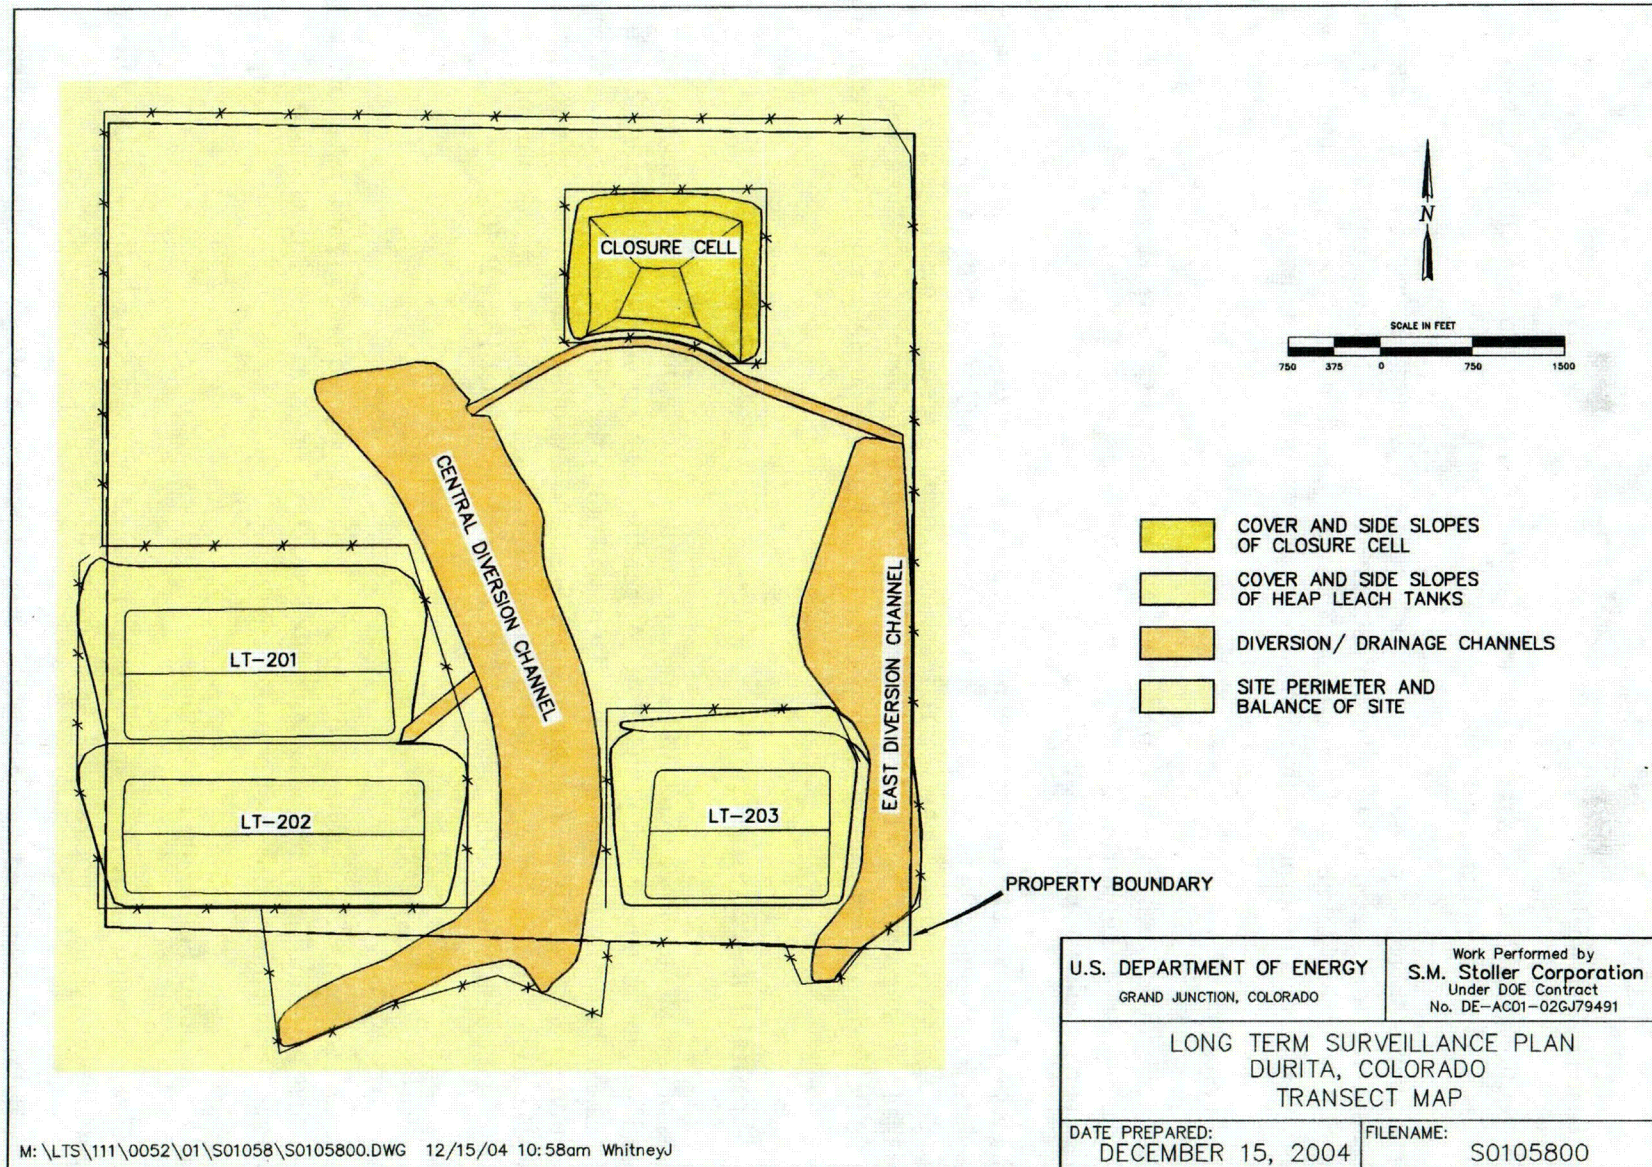 CLOSURE CELL
N
SCALE IN FEET
750 375 0 750 1500
CENTRAL DIVERSION CHANNEL
EAST DIVERSION CHANNEL
LT-201
LT-202
LT-203
COVER AND SIDE SLOPES
OF CLOSURE CELL
COVER AND SIDE SLOPES
OF HEAP LEACH TANKS
DIVERSION/ DRAINAGE CHANNELS
SITE PERIMETER AND
BALANCE OF SITE
PROPERTY BOUNDARY
U.S. DEPARTMENT OF ENERGY
GRAND JUNCTION, COLORADO
Work Performed by
S.M. Stoller Corporation
Under DOE Contract
No. DE-AC01-02GJ79491
LONG TERM SURVEILLANCE PLAN
DURITA, COLORADO
TRANSECT MAP
DATE PREPARED:
DECEMBER 15, 2004
FILENAME:
S0105800
M:\LTS\111\0052\01\S01058\S0105800.DWG 12/15/04 10:58am WhitneyJ